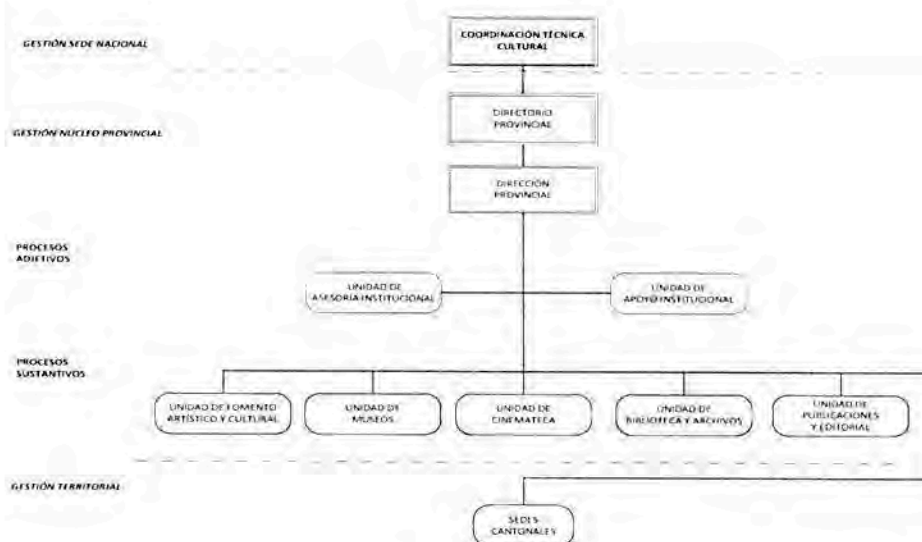 GESTIÓN SEDE NACIONAL
COORDINACIÓN TÉCNICA
CULTURAL
GESTIÓN NÚCLEO PROVINCIAL
DIRECTORIO
PROVINCIAL
DIRECCIÓN
PROVINCIAL
PROCESOS
ADJETIVOS
UNIDAD DE
ASESORIA INSTITUCIONAL
UNIDAD DE
APOYO INSTITUCIONAL
PROCESOS
SUSTANTIVOS
UNIDAD DE FOMENTO
ARTÍSTICO Y CULTURAL
UNIDAD DE
MUSEOS
UNIDAD DE
CINEMATECA
UNIDAD DE
BIBLIOTECA Y ARCHIVOS
UNIDAD DE
PUBLICACIONES
Y EDITORIAL
GESTIÓN TERRITORIAL
SEDES
CANTONALES